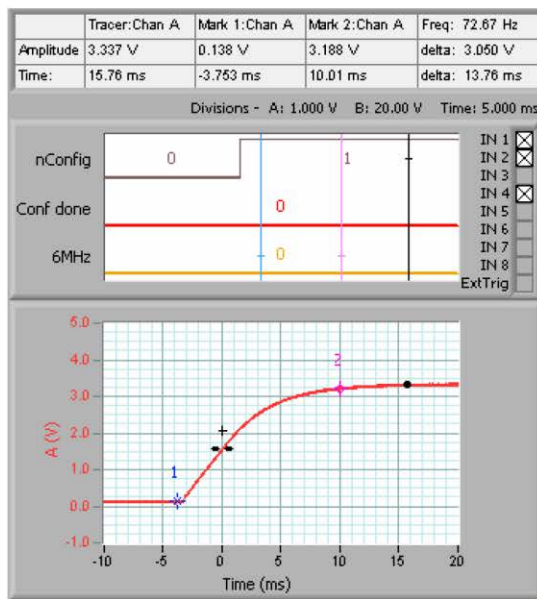 Tracer:Chan A Mark 1:Chan A Mark 2:Chan A Freq: 72.67 Hz
Amplitude 3.337 V 0.138 V 3.188 V delta: 3.050 V
Time: 15.76 ms -3.753 ms 10.01 ms delta: 13.76 ms
Divisions - A: 1.000 V B: 20.00 V Time: 5.000 ms
nConfig 0 1
Conf done 0
6MHz 0
IN 1
IN 2
IN 3
IN 4
IN 5
IN 6
IN 7
IN 8
ExtTrig
5.0
4.0
3.0
2.0
1.0
0.0
-1.0
A (V)
1
2
-10 -5 0 5 10 15 20
Time (ms)